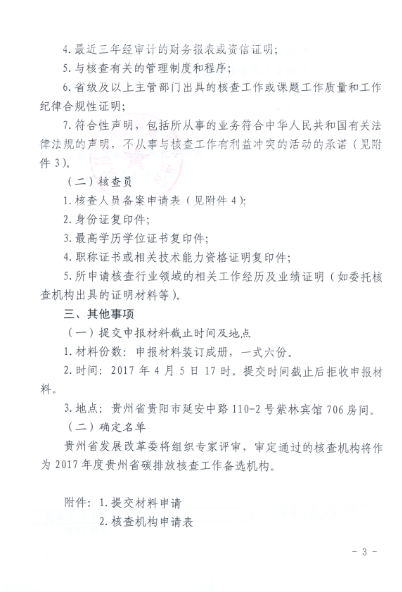 4.最近三年经审计的财务报表或资信证明；
5.与核查有关的管理制度和程序；
6.省级及以上主管部门出具的核查工作或课题工作质量和工作
纪律合规性证明；
7.符合性声明，包括所从事的业务符合中华人民共和国有关法
律法规的声明，不从事与核查工作有利益冲突的活动的承诺（见附
件3）。
（二）核查员
1.核查人员备案申请表（见附件4）；
2.身份证复印件；
3.最高学历学位证书复印件；
4.职称证书或相关技术能力资格证明复印件；
5.所申请核查行业领域的相关工作经历及业绩证明（如委托核
查机构出具的证明材料等）。
三、其他事项
（一）提交申报材料截止时间及地点
1.材料份数：申报材料装订成册，一式六份。
2.时间：2017年4月5日17时，提交时间截止后拒收申报材
料。
3.地点：贵州省贵阳市延安中路110-2号紫林宾馆706房间。
（二）确定名单
贵州省发展改革委将组织专家评审，审定通过的核查机构将作
为2017年度贵州省碳排放核查工作备选机构。
附件：1.提交材料申请
2.核查机构申请表
- 3 -